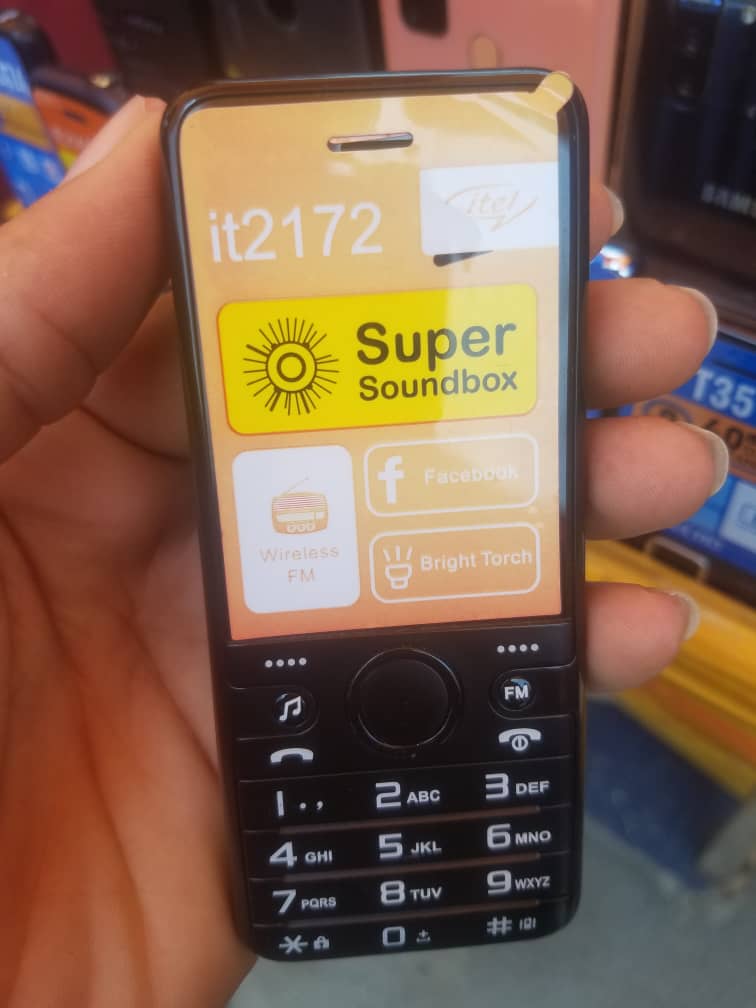 it2172
itel
Super
Soundbox
Wireless
FM
f Facebook
Bright Torch
FM
1 . ,
2 ABC
3 DEF
4 GHI
5 JKL
6 MNO
7 PQRS
8 TUV
9 WXYZ
*
0
#
SAMSUNG
T35